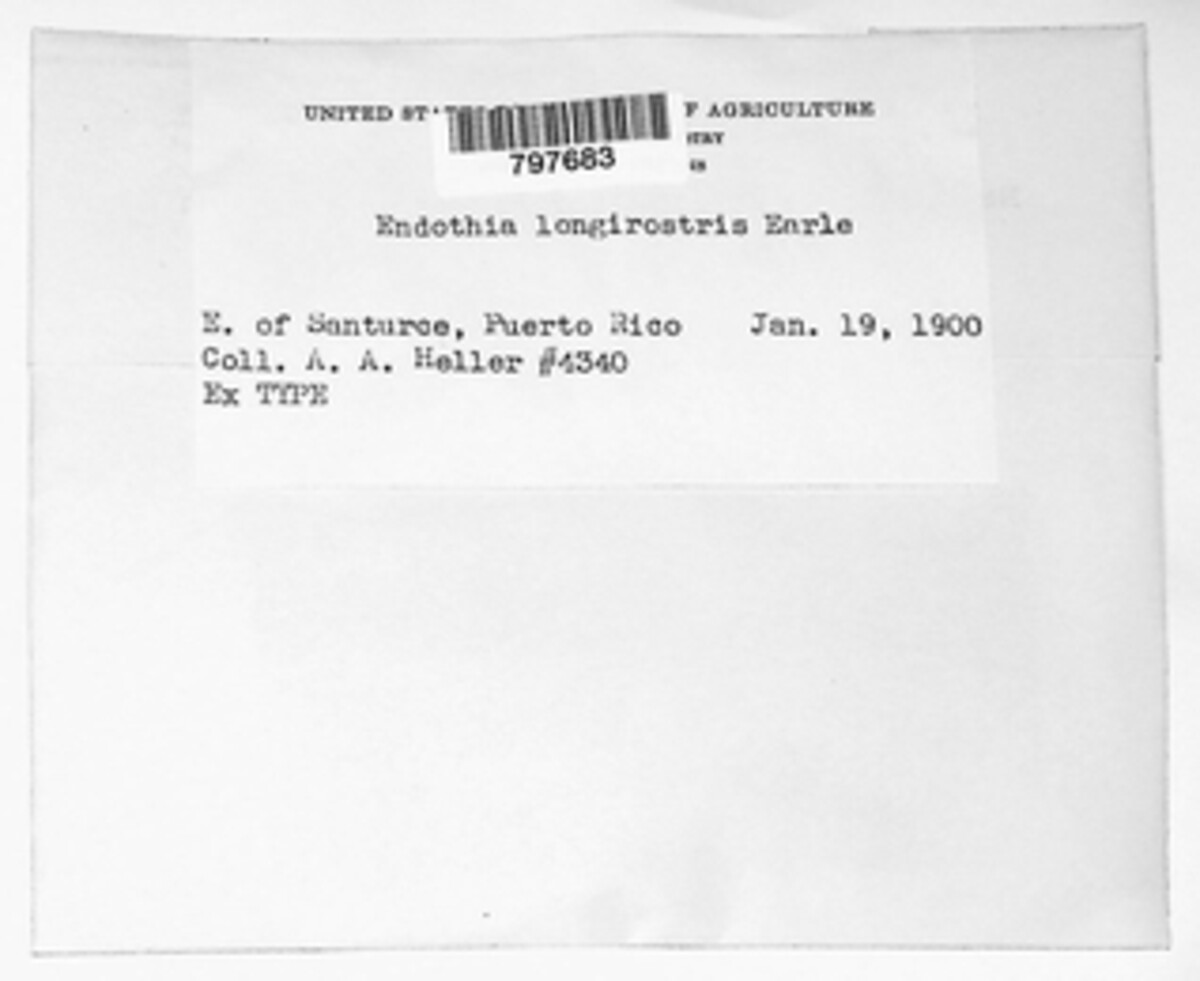 UNITED ST F AGRICULTURE
797683
Endothia longirostris Earle
E. of Santurce, Puerto Rico Jan. 19, 1900
Coll. A. A. Heller #4340
Ex TYPE